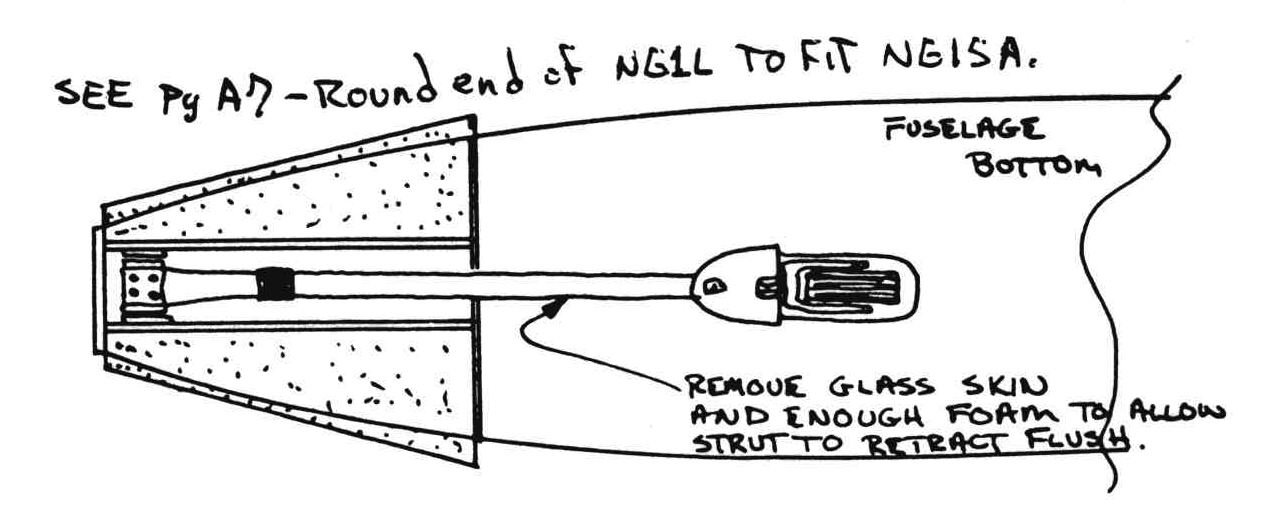 SEE Pg A7 - Round end of NG1L TO FIT NG15A.
FUSELAGE
BOTTOM
REMOVE GLASS SKIN
AND ENOUGH FOAM TO ALLOW
STRUT TO RETRACT FLUSH.